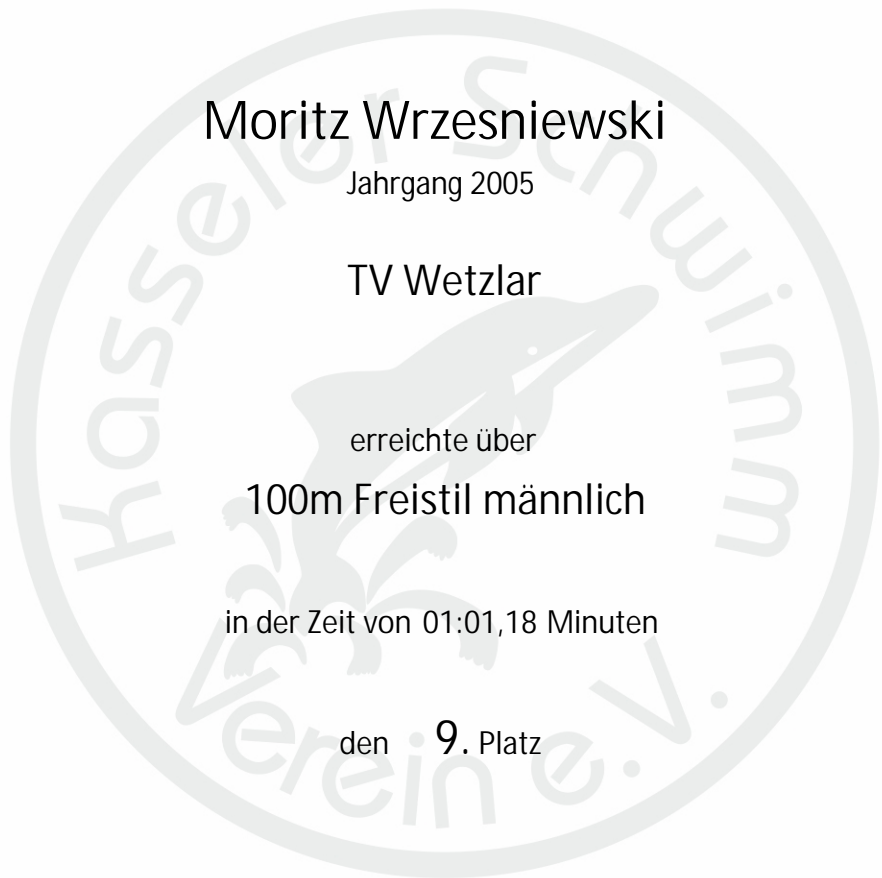 Moritz Wrzesniewski
Jahrgang 2005
TV Wetzlar
erreichte über
100m Freistil männlich
in der Zeit von 01:01,18 Minuten
den 9. Platz
Kasseler Schwimm
Verein e.V.